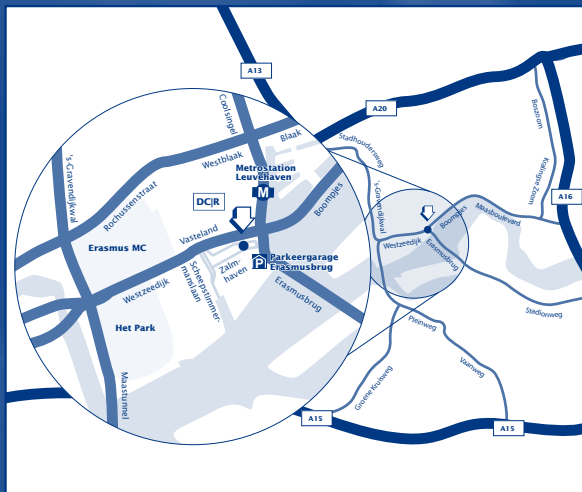 A13
A20
A16
A15
A15
Coolsingel
Blaak
Westblaak
's-Gravendijkwal
Rochussenstraat
Metrostation
Leuvehaven
M
DC|R
Boompjes
Vasteland
Erasmus MC
Zalm-
haven
Scheepstimmer-
manslaan
P
Parkeergarage
Erasmusbrug
Westzeedijk
Erasmusbrug
Het Park
Maastunnel
Stadhoudersweg
's-Gravendijkwal
Westzeedijk
Boompjes
Maasboulevard
Erasmusbrug
Boszoom
Kralingse Zoom
Stadionweg
Pleinweg
Vaanweg
Groene Kruisweg